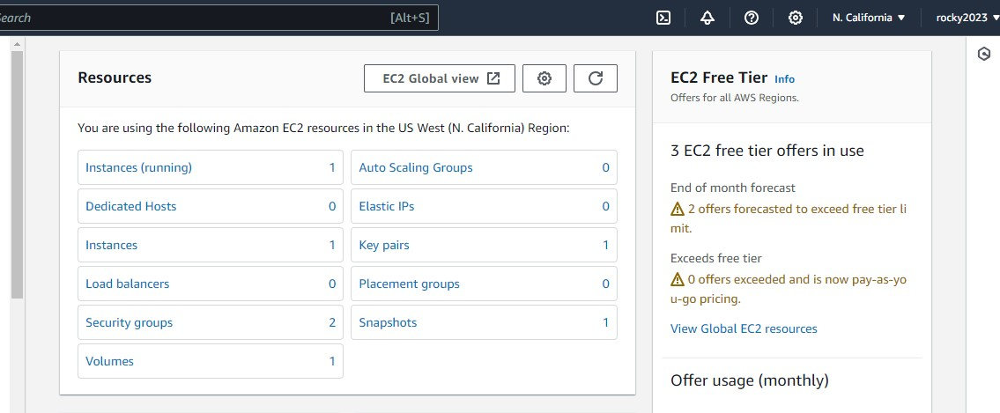 earch [Alt+S] N. California ▼ rocky2023 ▼
Resources
EC2 Global view
You are using the following Amazon EC2 resources in the US West (N. California) Region:
Instances (running) 1
Auto Scaling Groups 0
Dedicated Hosts 0
Elastic IPs 0
Instances 1
Key pairs 1
Load balancers 0
Placement groups 0
Security groups 2
Snapshots 1
Volumes 1
EC2 Free Tier Info
Offers for all AWS Regions.
3 EC2 free tier offers in use
End of month forecast
2 offers forecasted to exceed free tier li
mit.
Exceeds free tier
0 offers exceeded and is now pay-as-yo
u-go pricing.
View Global EC2 resources
Offer usage (monthly)